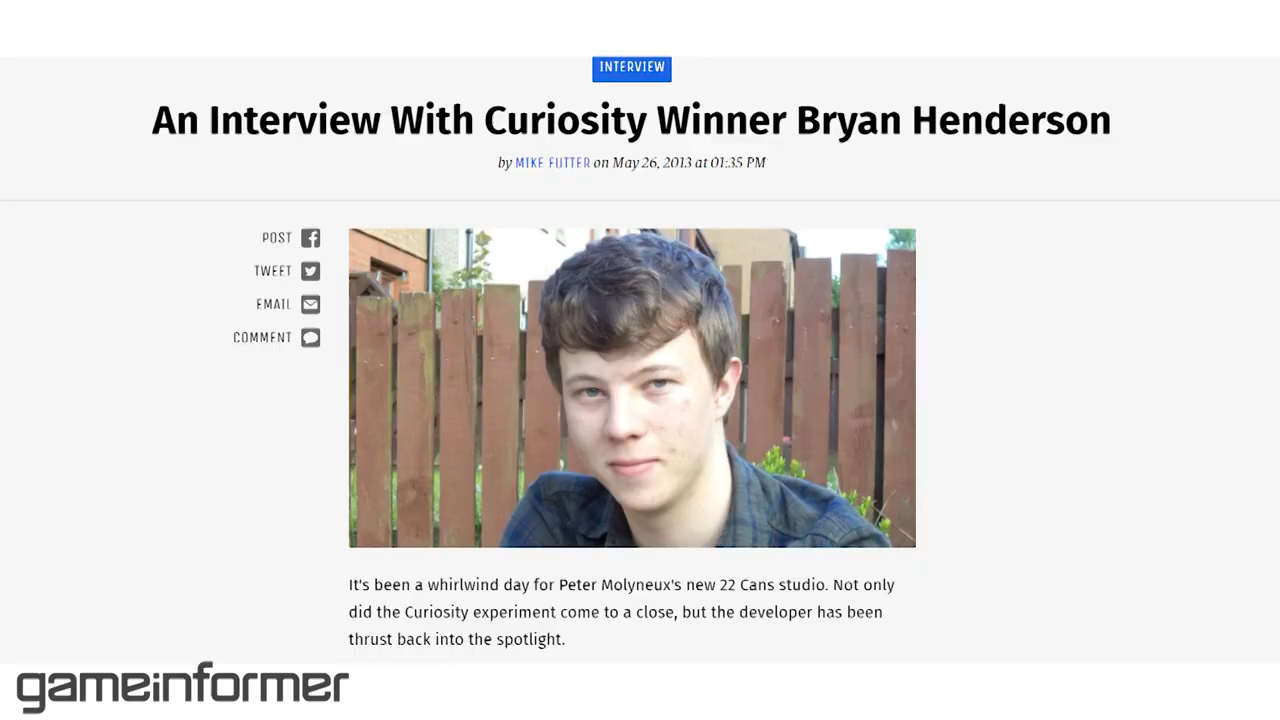 INTERVIEW
An Interview With Curiosity Winner Bryan Henderson
by MIKE FUTTER on May 26, 2013 at 01:35 PM
POST
TWEET
EMAIL
COMMENT
It's been a whirlwind day for Peter Molyneux's new 22 Cans studio. Not only
did the Curiosity experiment come to a close, but the developer has been
thrust back into the spotlight.
gameinformer